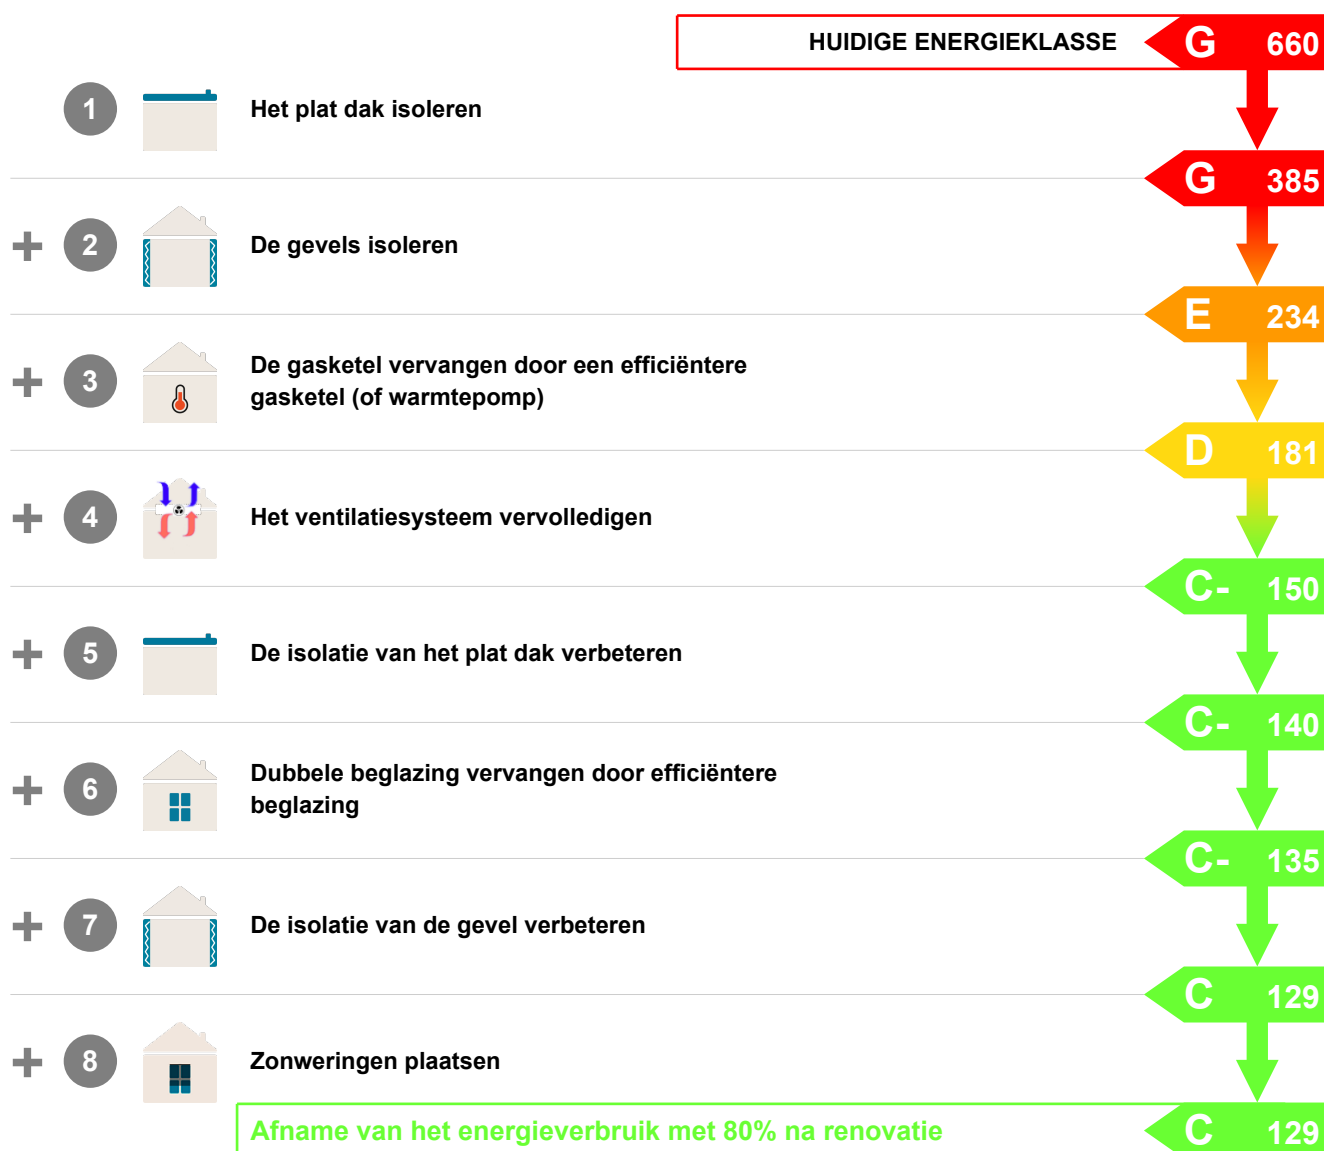 HUIDIGE ENERGIEKLASSE G 660
1 Het plat dak isoleren
G 385
+ 2 De gevels isoleren
E 234
+ 3 De gasketel vervangen door een efficiëntere
gasketel (of warmtepomp)
D 181
+ 4 Het ventilatiesysteem vervolledigen
C- 150
+ 5 De isolatie van het plat dak verbeteren
C- 140
+ 6 Dubbele beglazing vervangen door efficiëntere
beglazing
C- 135
+ 7 De isolatie van de gevel verbeteren
C 129
+ 8 Zonweringen plaatsen
Afname van het energieverbruik met 80% na renovatie C 129